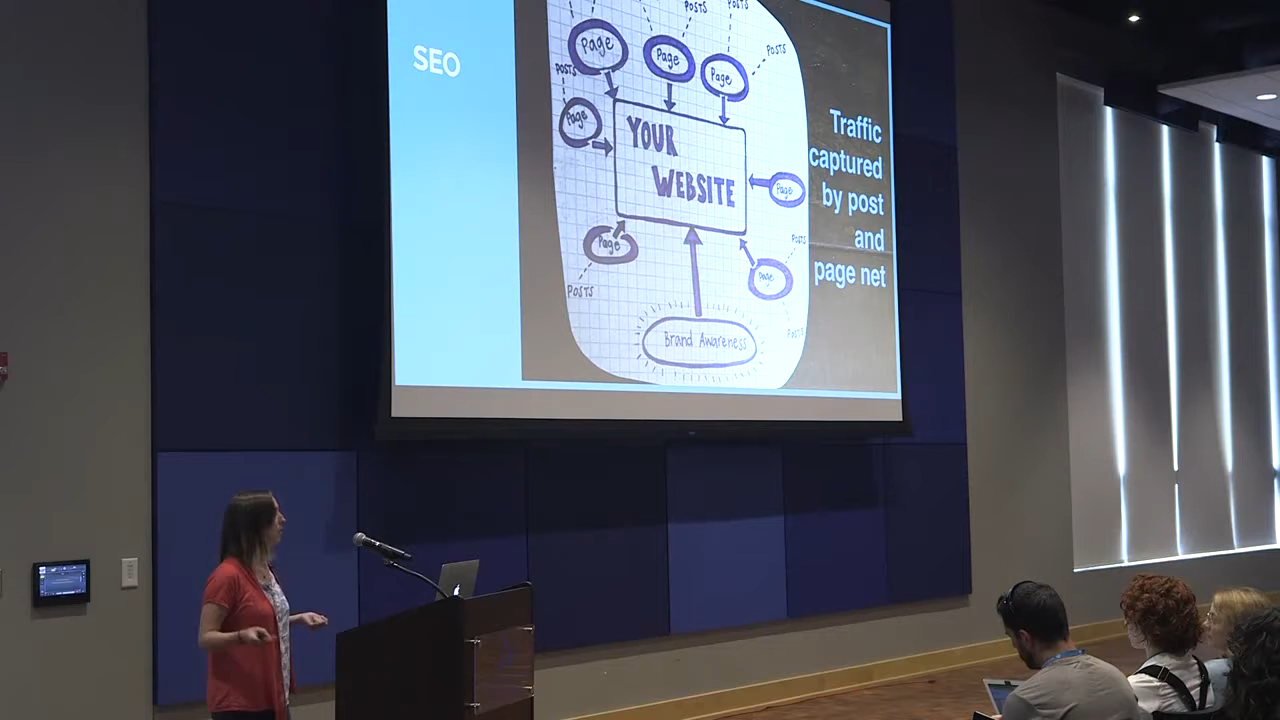 SEO
POSTS
POSTS
Page
Page
Page
POSTS
POSTS
Page
YOUR
WEBSITE
Page
Page
POSTS
Page
POSTS
POSTS
Brand Awareness
Traffic
captured
by post
and
page net